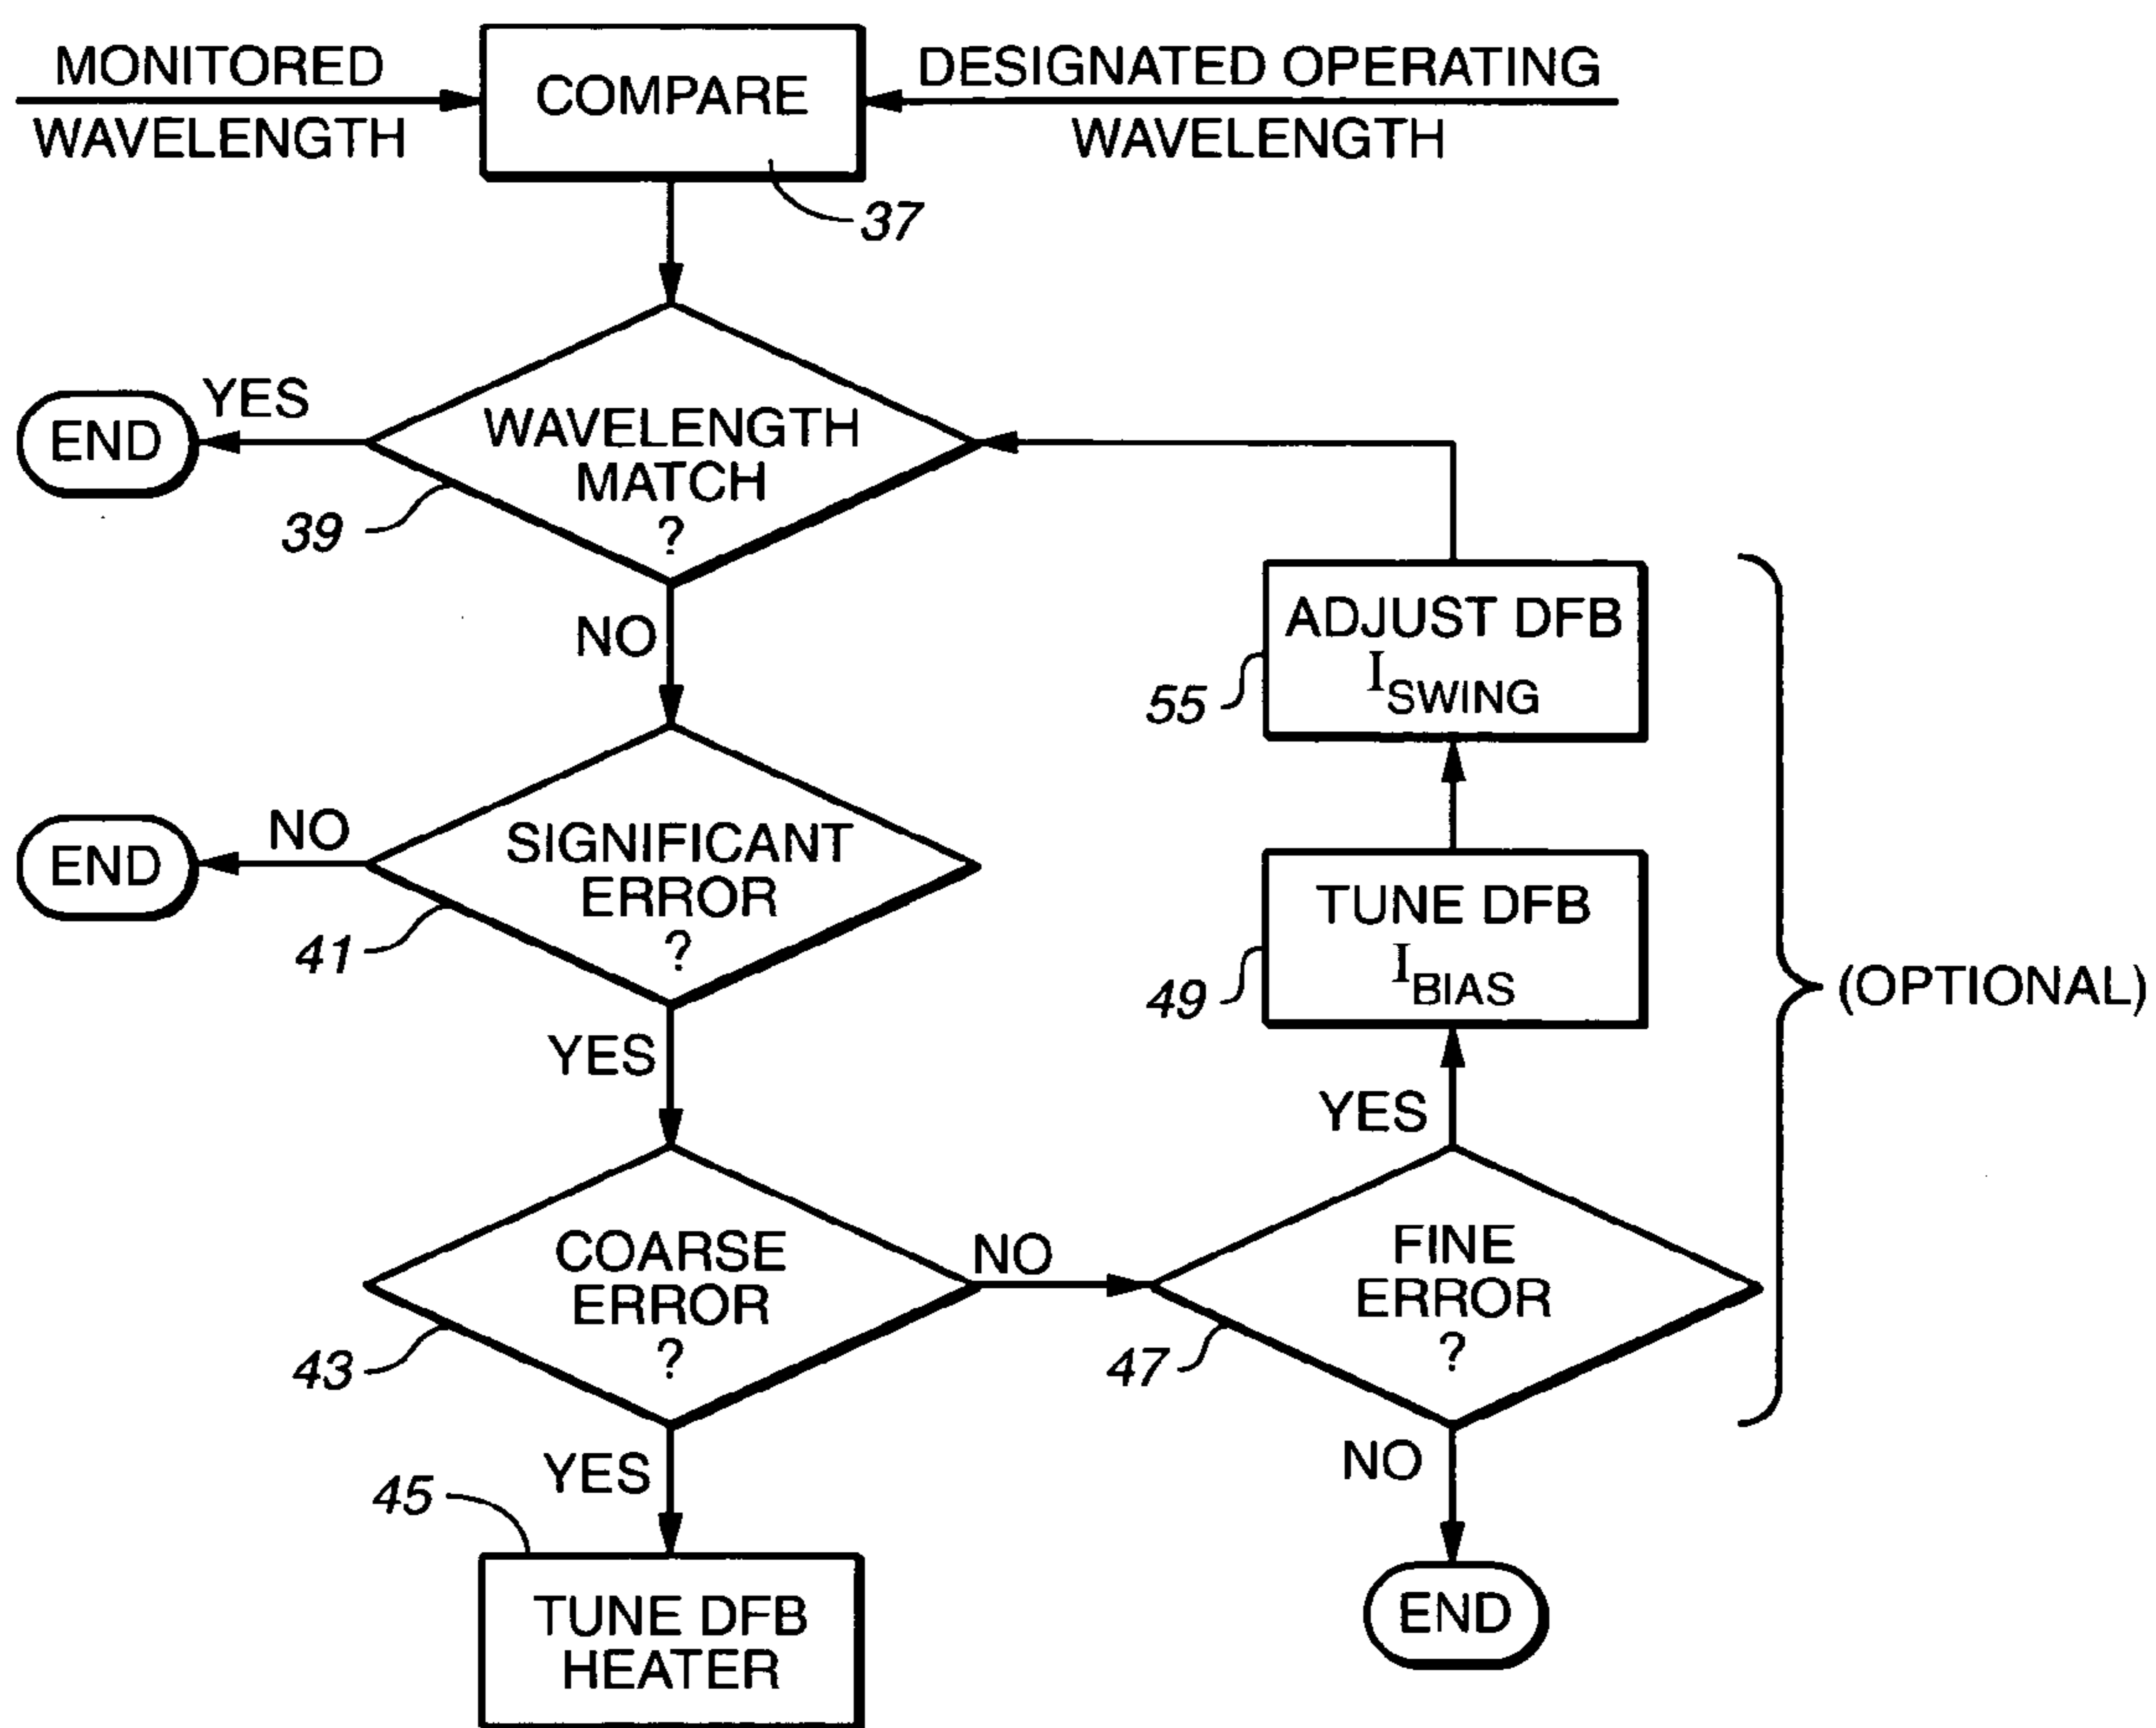 MONITORED
WAVELENGTH
COMPARE
DESIGNATED OPERATING
WAVELENGTH
37
YES
END
WAVELENGTH
MATCH
?
39
NO
ADJUST DFB
I SWING
55
NO
END
SIGNIFICANT
ERROR
?
41
TUNE DFB
I BIAS
49
(OPTIONAL)
YES
YES
COARSE
ERROR
?
43
NO
FINE
ERROR
?
47
YES
45
NO
TUNE DFB
HEATER
END